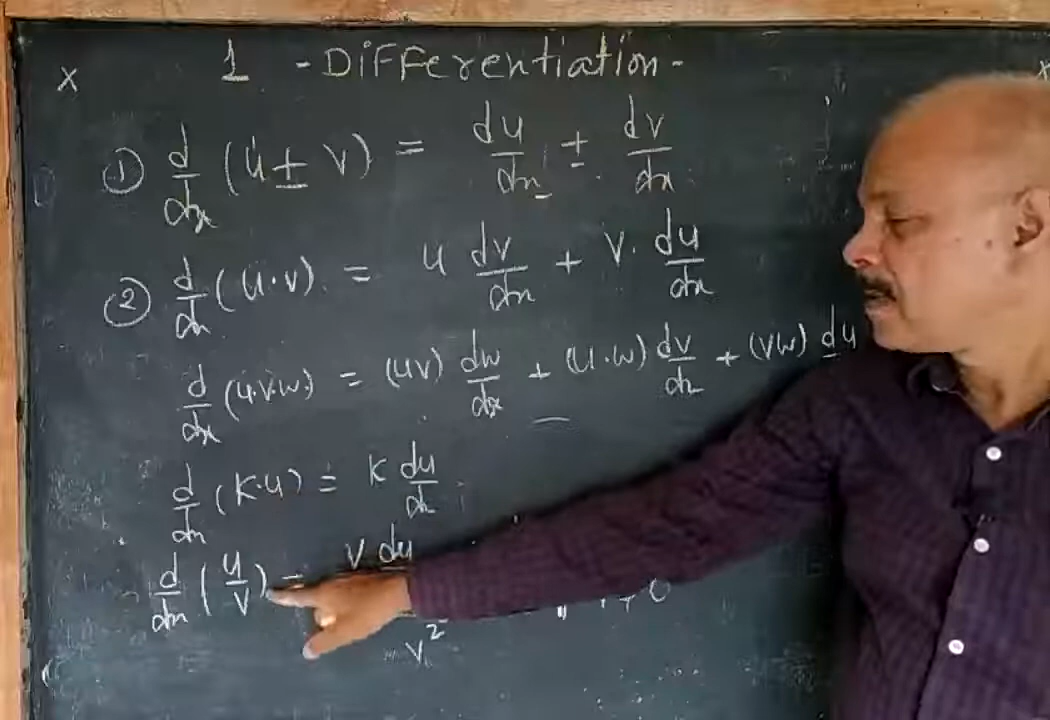 x 1 - Differentiation - x
① d/dx (u ± v) = du/dx ± dv/dx
② d/dx (u·v) = u dv/dx + v· du/dx
d/dx (u·v·w) = (uv) dw/dx + (u·w) dv/dx + (vw) du
d/dx (K·u) = K du/dx
d/dx (u/v) = v du v²